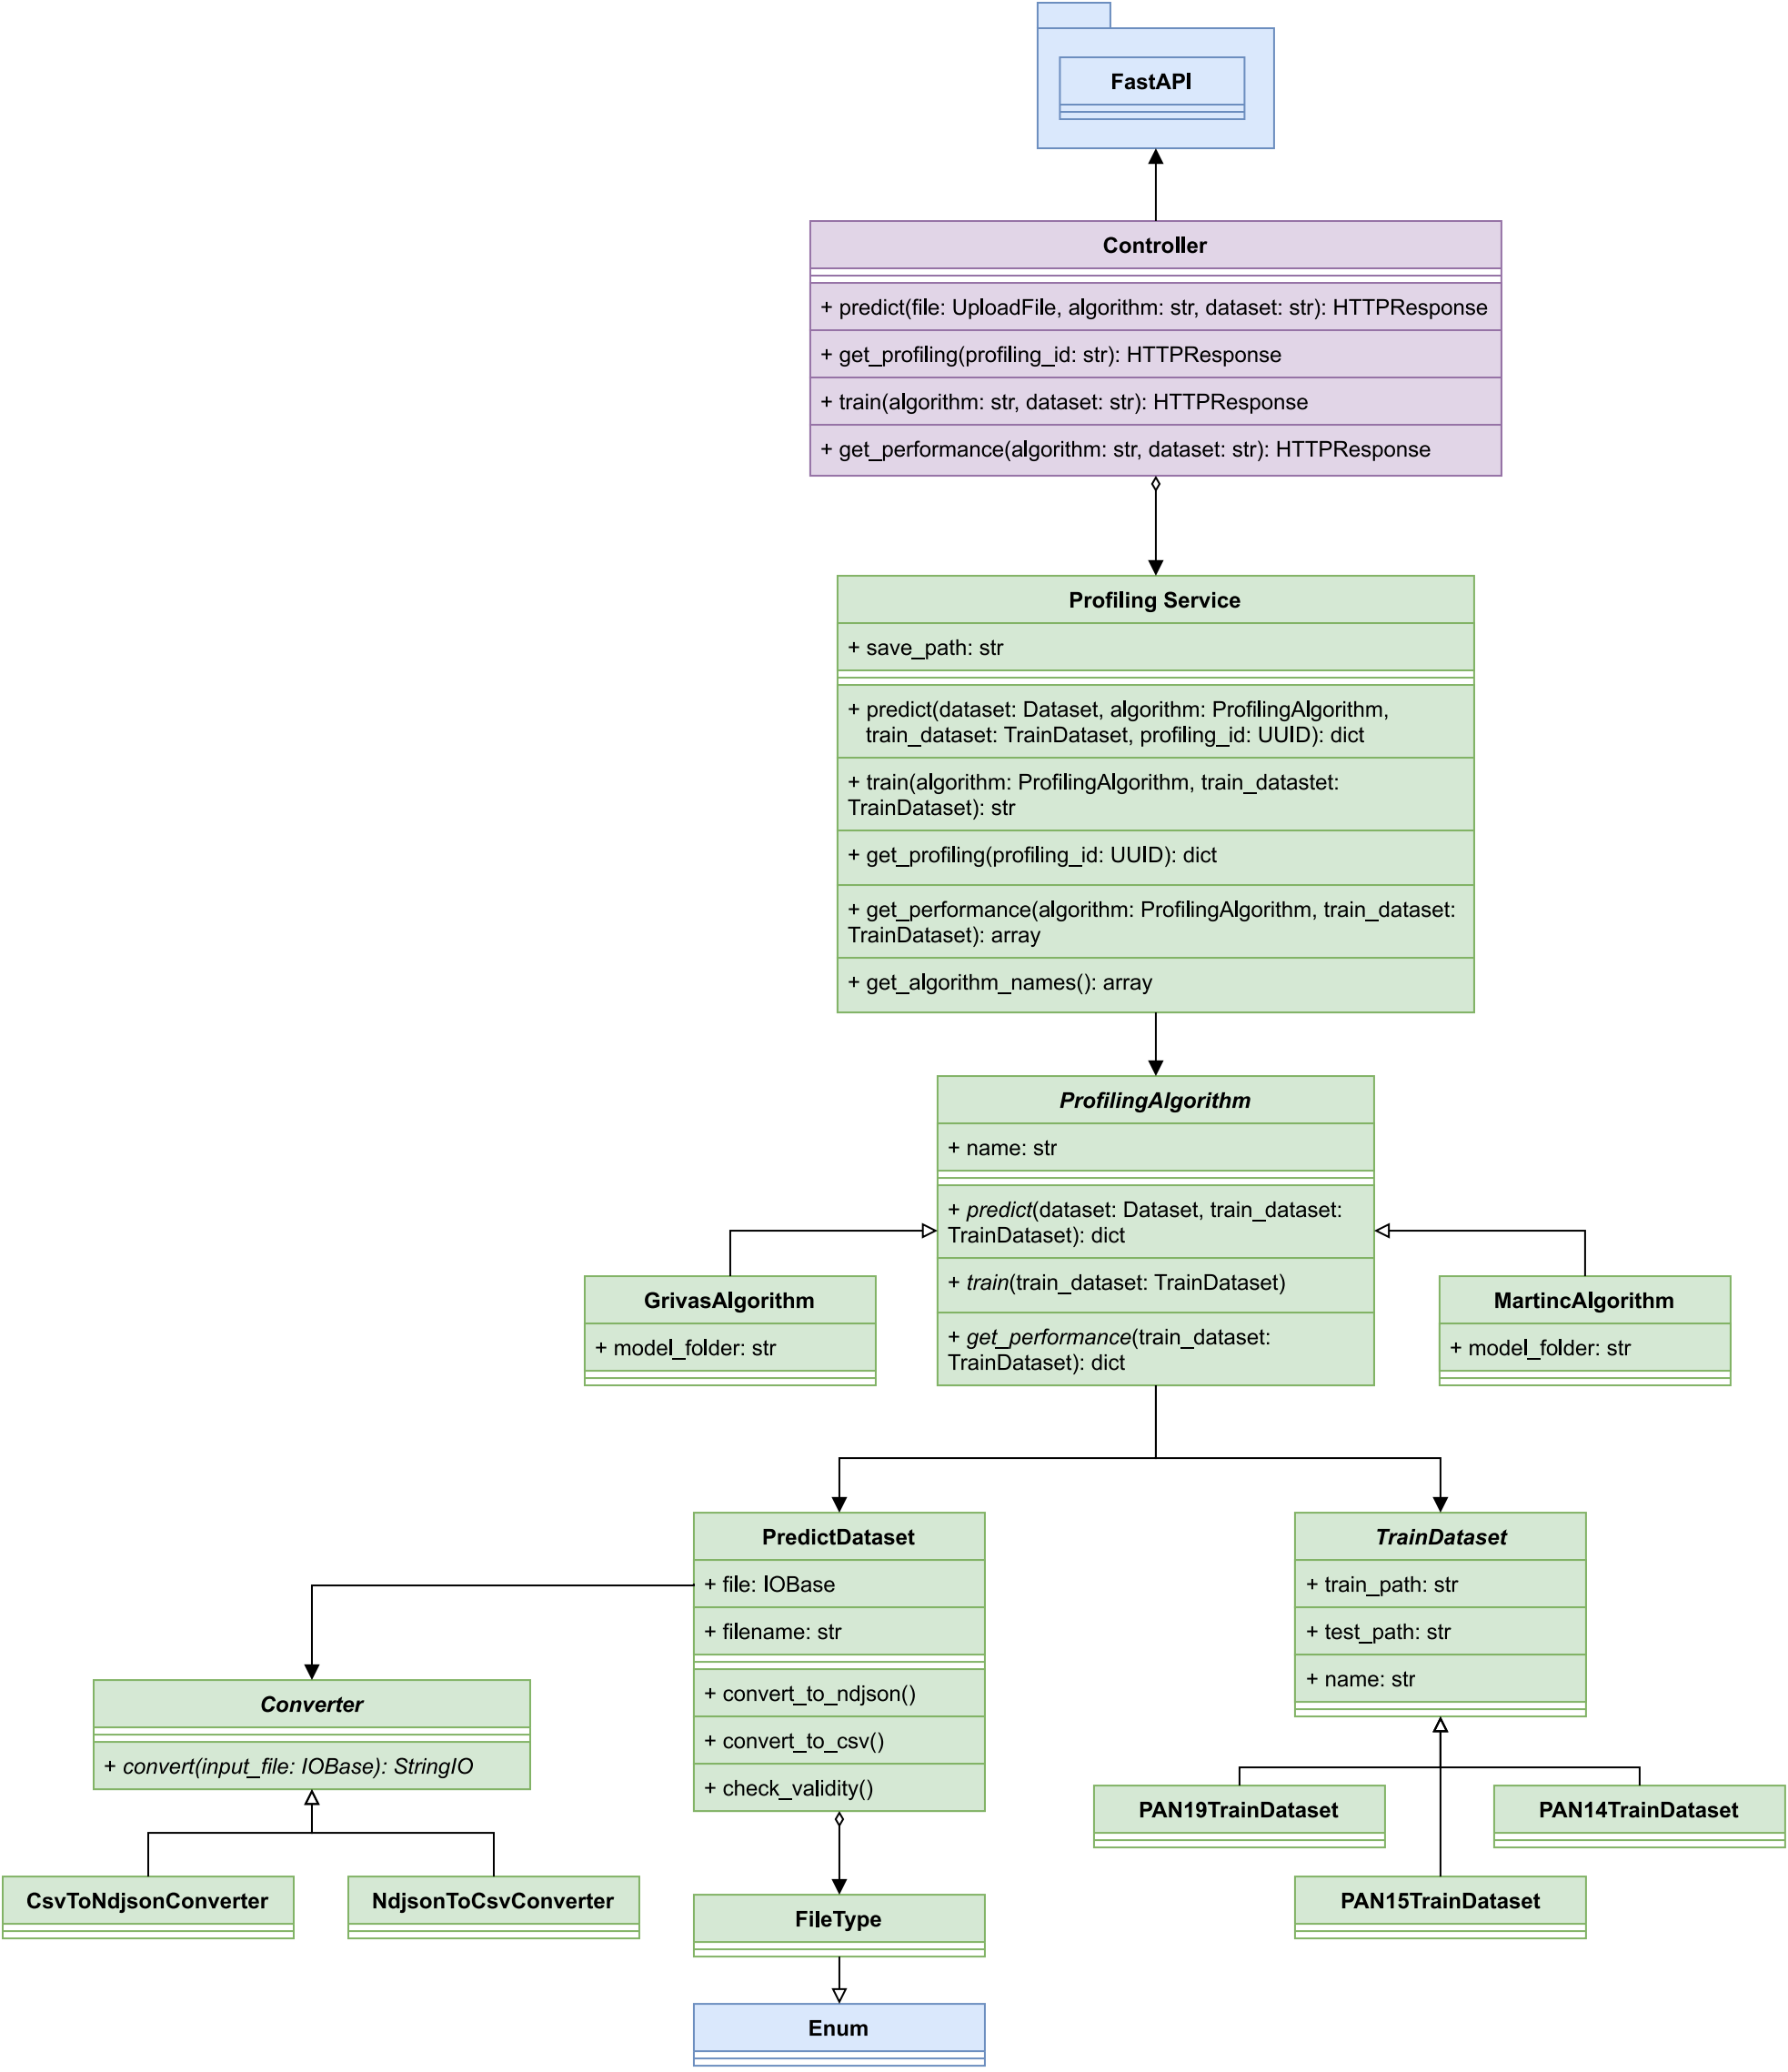 FastAPI
Controller
+ predict(file: UploadFile, algorithm: str, dataset: str): HTTPResponse
+ get_profiling(profiling_id: str): HTTPResponse
+ train(algorithm: str, dataset: str): HTTPResponse
+ get_performance(algorithm: str, dataset: str): HTTPResponse
Profiling Service
+ save_path: str
+ predict(dataset: Dataset, algorithm: ProfilingAlgorithm,
train_dataset: TrainDataset, profiling_id: UUID): dict
+ train(algorithm: ProfilingAlgorithm, train_datastet:
TrainDataset): str
+ get_profiling(profiling_id: UUID): dict
+ get_performance(algorithm: ProfilingAlgorithm, train_dataset:
TrainDataset): array
+ get_algorithm_names(): array
ProfilingAlgorithm
+ name: str
+ predict(dataset: Dataset, train_dataset:
TrainDataset): dict
+ train(train_dataset: TrainDataset)
+ get_performance(train_dataset:
TrainDataset): dict
GrivasAlgorithm
+ model_folder: str
MartincAlgorithm
+ model_folder: str
PredictDataset
+ file: IOBase
+ filename: str
+ convert_to_ndjson()
+ convert_to_csv()
+ check_validity()
TrainDataset
+ train_path: str
+ test_path: str
+ name: str
Converter
+ convert(input_file: IOBase): StringIO
PAN19TrainDataset
PAN14TrainDataset
CsvToNdjsonConverter
NdjsonToCsvConverter
FileType
PAN15TrainDataset
Enum